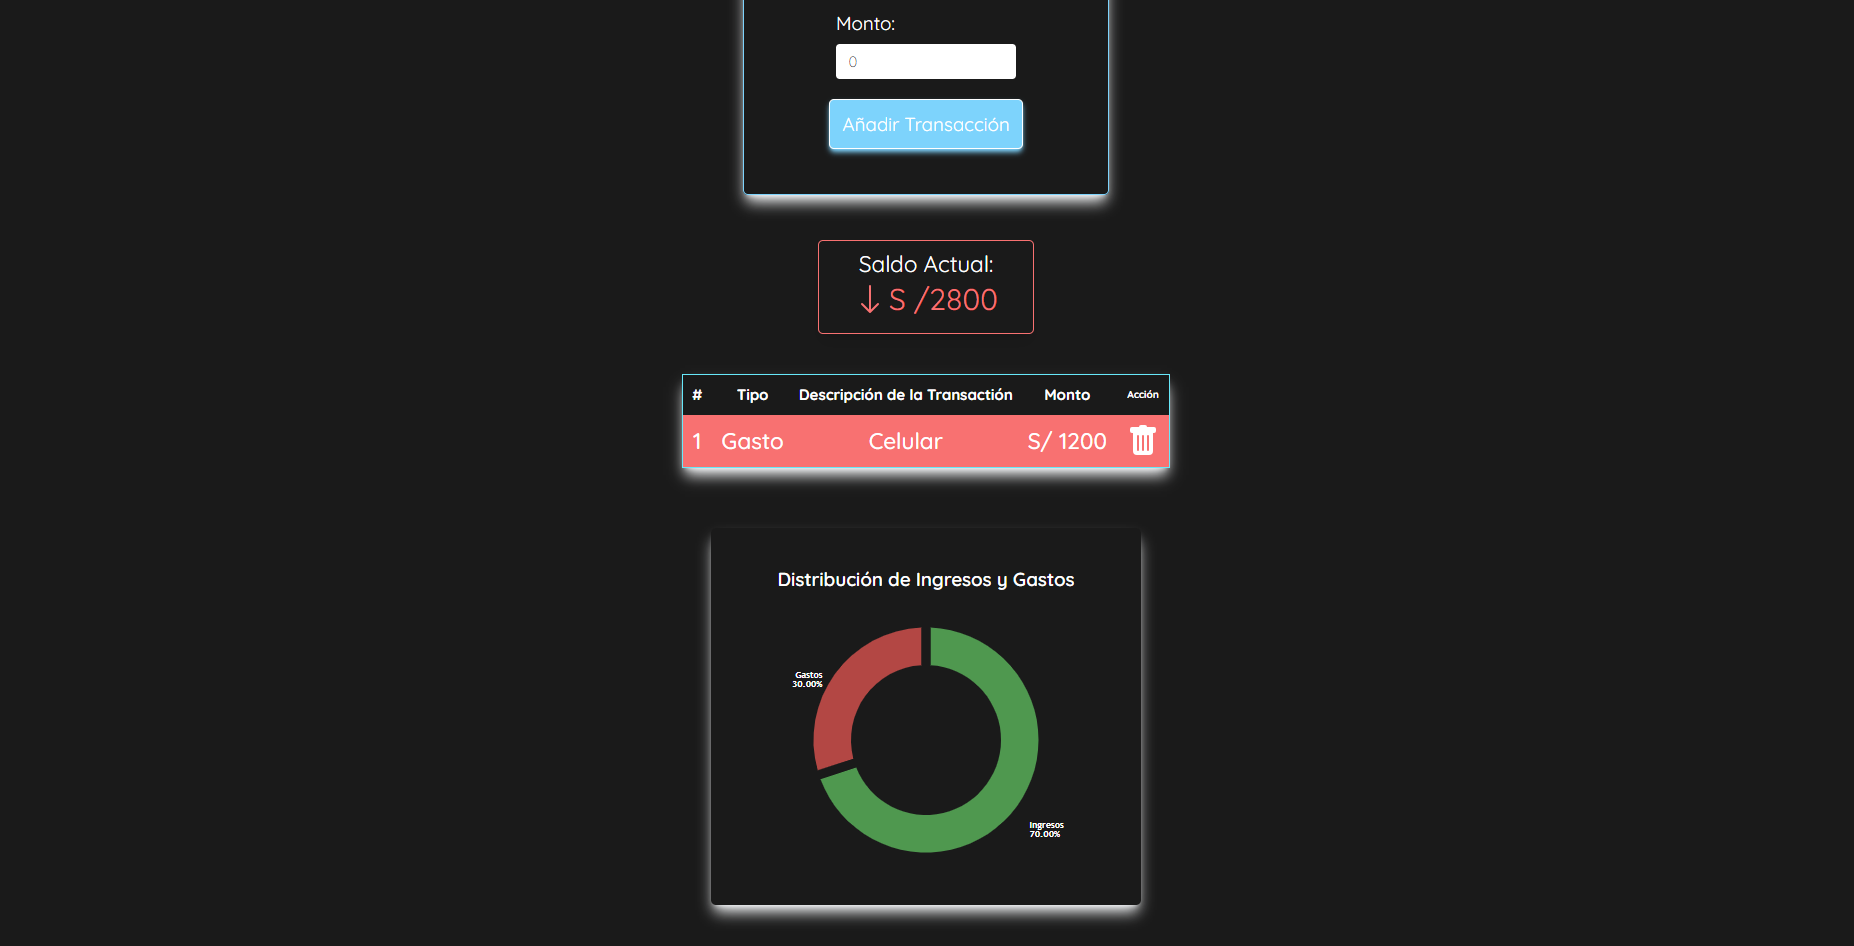 Monto:
0
Añadir Transacción
Saldo Actual:
↓ S /2800
# Tipo Descripción de la Transactión Monto Acción
1 Gasto Celular S/ 1200
Distribución de Ingresos y Gastos
Gastos
30.00%
Ingresos
70.00%